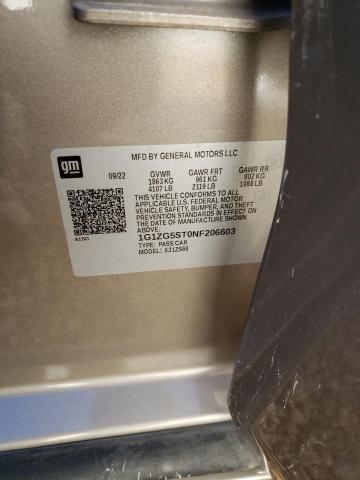 gm
MFD BY GENERAL MOTORS LLC
09/22
GVWR GAWR FRT GAWR RR
1863 KG 961 KG 902 KG
4107 LB 2119 LB 1988 LB
THIS VEHICLE CONFORMS TO ALL
APPLICABLE U.S. FEDERAL MOTOR
VEHICLE SAFETY, BUMPER, AND THEFT
PREVENTION STANDARDS IN EFFECT ON
THE DATE OF MANUFACTURE SHOWN
ABOVE.
1G1ZG5ST0NF206603
TYPE: PASS CAR
MODEL: 031ZS69